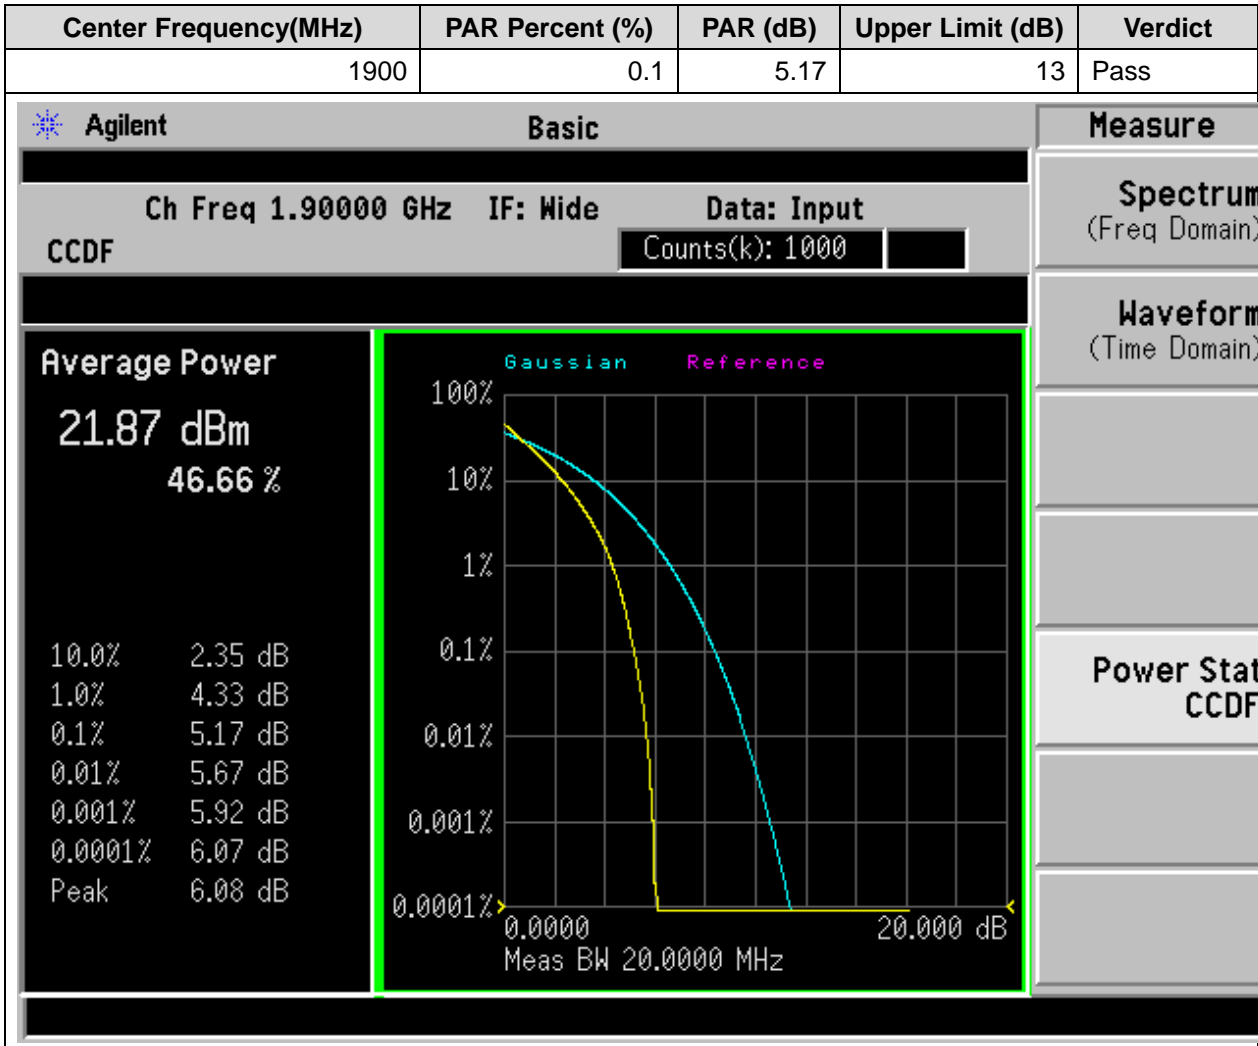 Center Frequency(MHz) PAR Percent (%) PAR (dB) Upper Limit (dB) Verdict
1900 0.1 5.17 13 Pass
Agilent Basic Measure
Ch Freq 1.90000 GHz IF: Wide Data: Input
CCDF Counts(k): 1000
Spectrum
(Freq Domain)
Waveform
(Time Domain)
Power Stat
CCDF
Average Power
21.87 dBm
46.66 %
10.0% 2.35 dB
1.0% 4.33 dB
0.1% 5.17 dB
0.01% 5.67 dB
0.001% 5.92 dB
0.0001% 6.07 dB
Peak 6.08 dB
Gaussian Reference
100%
10%
1%
0.1%
0.01%
0.001%
0.0001%
0.0000 20.000 dB
Meas BW 20.0000 MHz